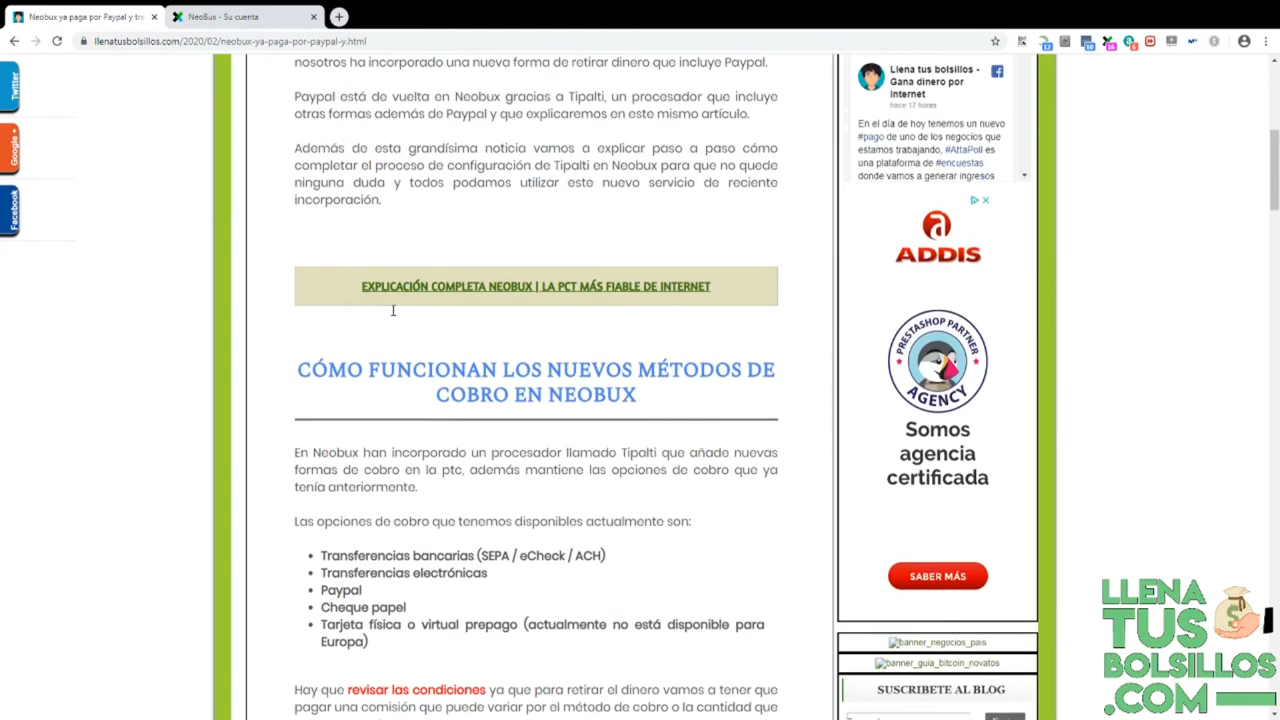 Neobux ya paga por Paypal y tra
NeoBux - Su cuenta
llenatusbolsillos.com/2020/02/neobux-ya-paga-por-paypal-y.html
12
10
16
6
Twitter
Google +
Facebook
nosotros ha incorporado una nueva forma de retirar dinero que incluye Paypal.
Paypal está de vuelta en Neobux gracias a Tipalti, un procesador que incluye
otras formas además de Paypal y que explicaremos en este mismo artículo.
Además de esta grandísima noticia vamos a explicar paso a paso cómo
completar el proceso de configuración de Tipalti en Neobux para que no quede
ninguna duda y todos podamos utilizar este nuevo servicio de reciente
incorporación.
EXPLICACIÓN COMPLETA NEOBUX | LA PCT MÁS FIABLE DE INTERNET
CÓMO FUNCIONAN LOS NUEVOS MÉTODOS DE
COBRO EN NEOBUX
En Neobux han incorporado un procesador llamado Tipalti que añade nuevas
formas de cobro en la ptc, además mantiene las opciones de cobro que ya
tenía anteriormente.
Las opciones de cobro que tenemos disponibles actualmente son:
• Transferencias bancarias (SEPA / eCheck / ACH)
• Transferencias electrónicas
• Paypal
• Cheque papel
• Tarjeta física o virtual prepago (actualmente no está disponible para
Europa)
Hay que revisar las condiciones ya que para retirar el dinero vamos a tener que
pagar una comisión que puede variar por el método de cobro o la cantidad que
Llena tus bolsillos -
Gana dinero por
Internet
hace 17 horas
En el día de hoy tenemos un nuevo
#pago de uno de los negocios que
estamos trabajando, #AttaPoll es
una plataforma de #encuestas
donde vamos a generar ingresos
ADDIS
PRESTASHOP PARTNER
AGENCY
Somos
agencia
certificada
SABER MÁS
banner_negocios_pais
banner_guia_bitcoin_novatos
SUSCRIBETE AL BLOG
LLENA
TUS
BOLSILLOS
.COM